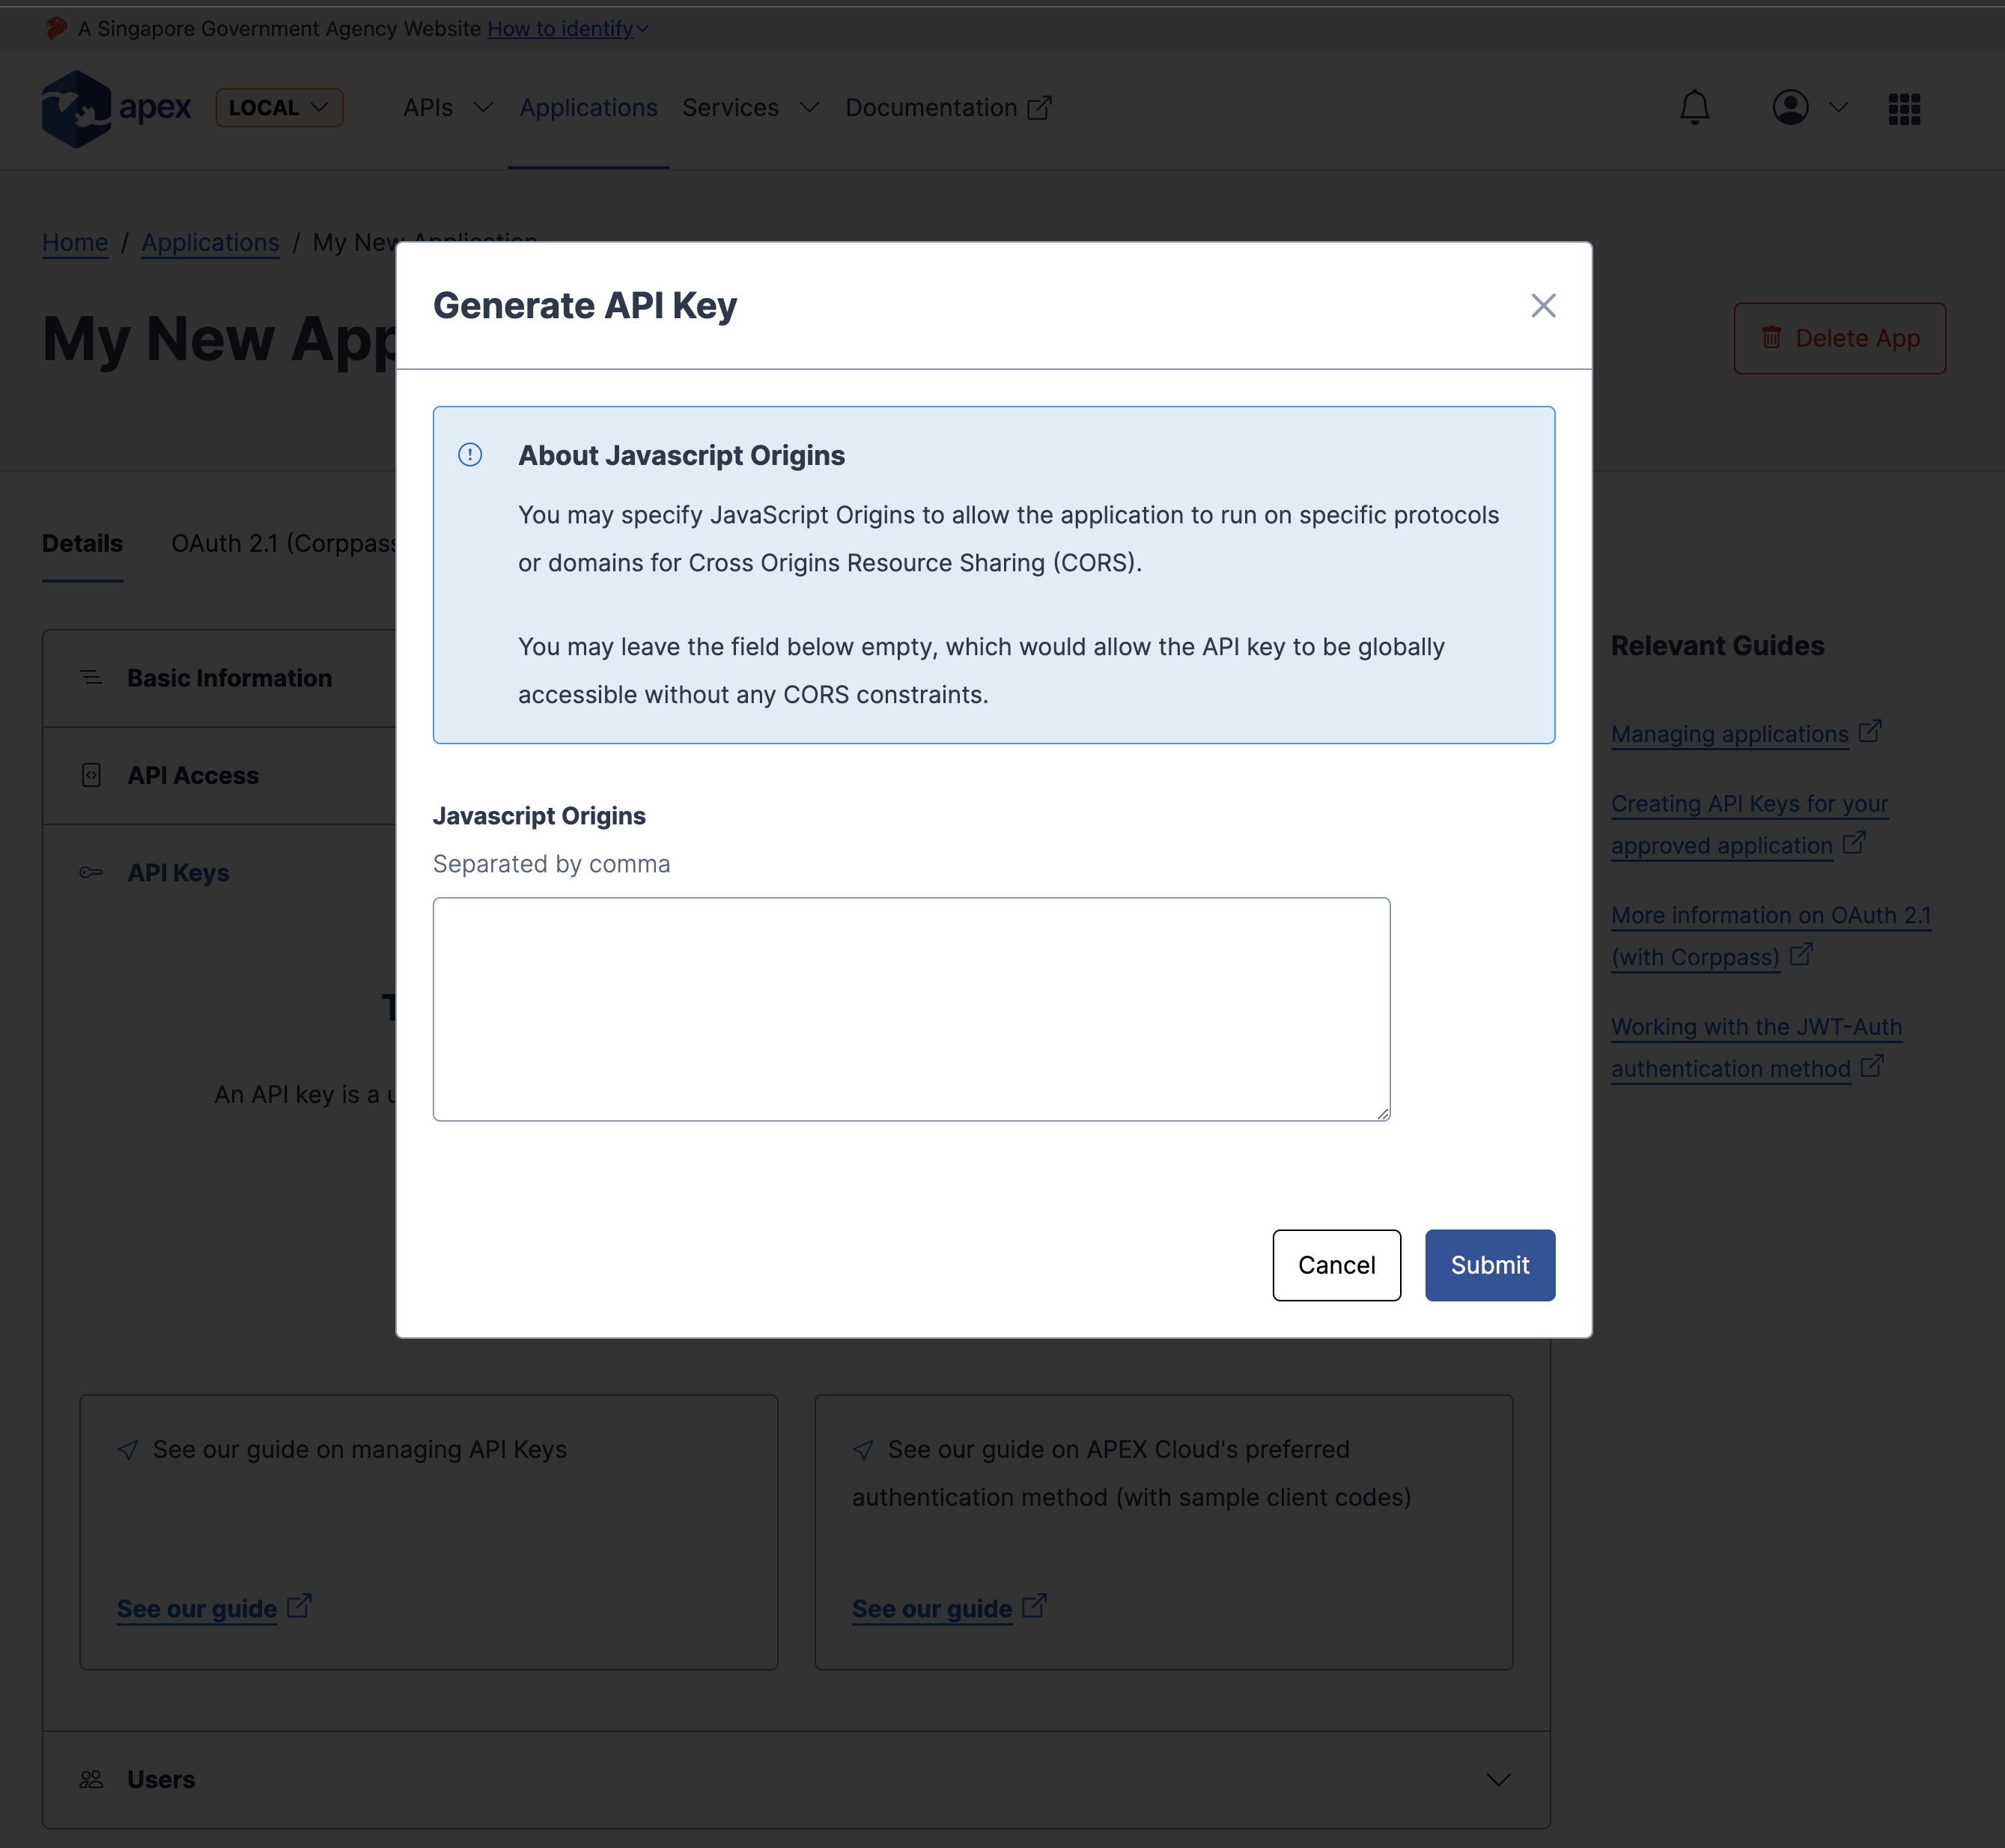 A Singapore Government Agency Website How to identify
apex LOCAL APIs Applications Services Documentation
Home / Applications / My New Application
My New App
Delete App
Generate API Key
About Javascript Origins
You may specify JavaScript Origins to allow the application to run on specific protocols
or domains for Cross Origins Resource Sharing (CORS).
You may leave the field below empty, which would allow the API key to be globally
accessible without any CORS constraints.
Javascript Origins
Separated by comma
Cancel Submit
Details OAuth 2.1 (Corppass
Basic Information
API Access
API Keys
An API key is a
See our guide on managing API Keys
See our guide
See our guide on APEX Cloud's preferred
authentication method (with sample client codes)
See our guide
Users
Relevant Guides
Managing applications
Creating API Keys for your
approved application
More information on OAuth 2.1
(with Corppass)
Working with the JWT-Auth
authentication method